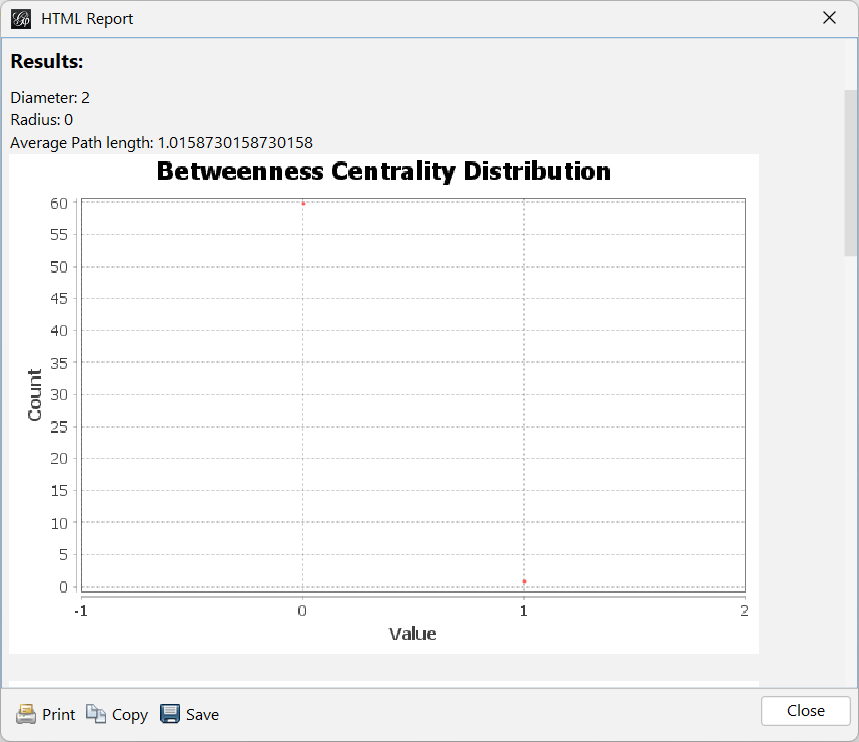 HTML Report
Results:
Diameter: 2
Radius: 0
Average Path length: 1.0158730158730158
Betweenness Centrality Distribution
60
55
50
45
40
35
30
25
20
15
10
5
0
Count
-1 0 1 2
Value
Print Copy Save Close